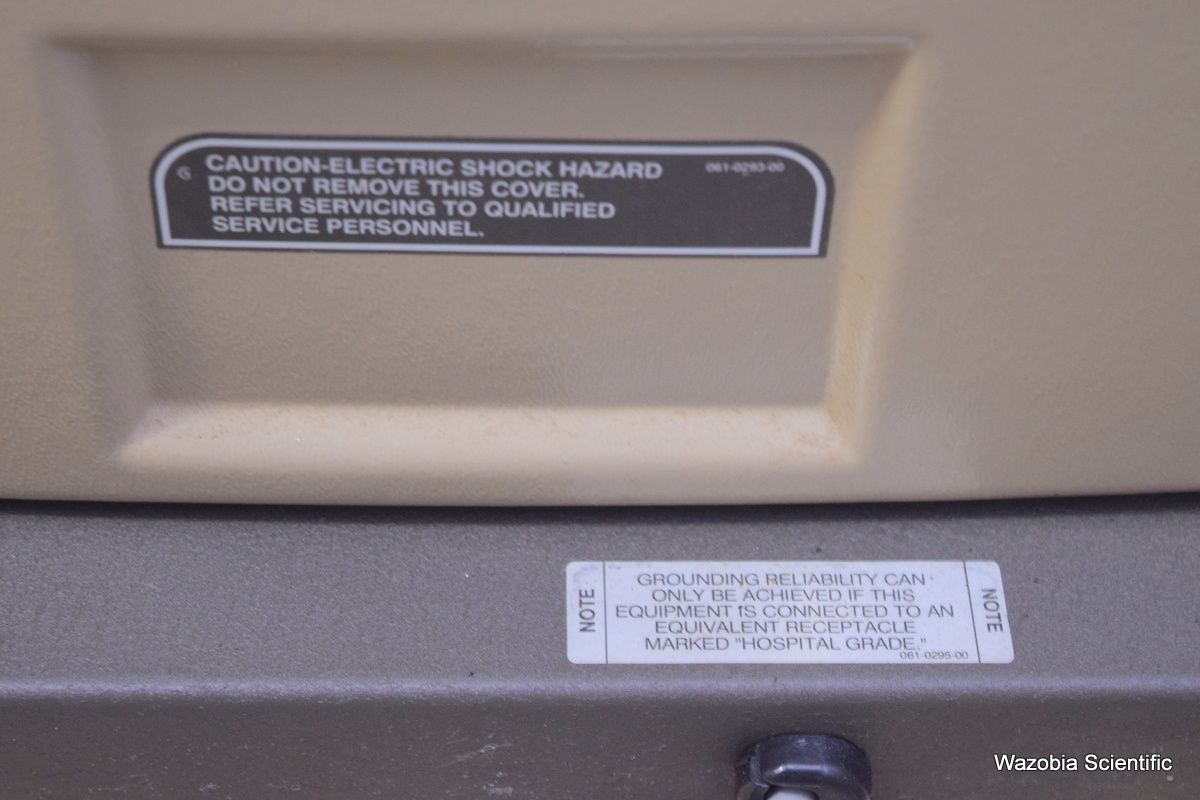 CAUTION-ELECTRIC SHOCK HAZARD 061-0293-00
G DO NOT REMOVE THIS COVER.
REFER SERVICING TO QUALIFIED
SERVICE PERSONNEL.
NOTE
GROUNDING RELIABILITY CAN
ONLY BE ACHIEVED IF THIS
EQUIPMENT IS CONNECTED TO AN
EQUIVALENT RECEPTACLE
MARKED "HOSPITAL GRADE."
061-0295-00
NOTE
Wazobia Scientific